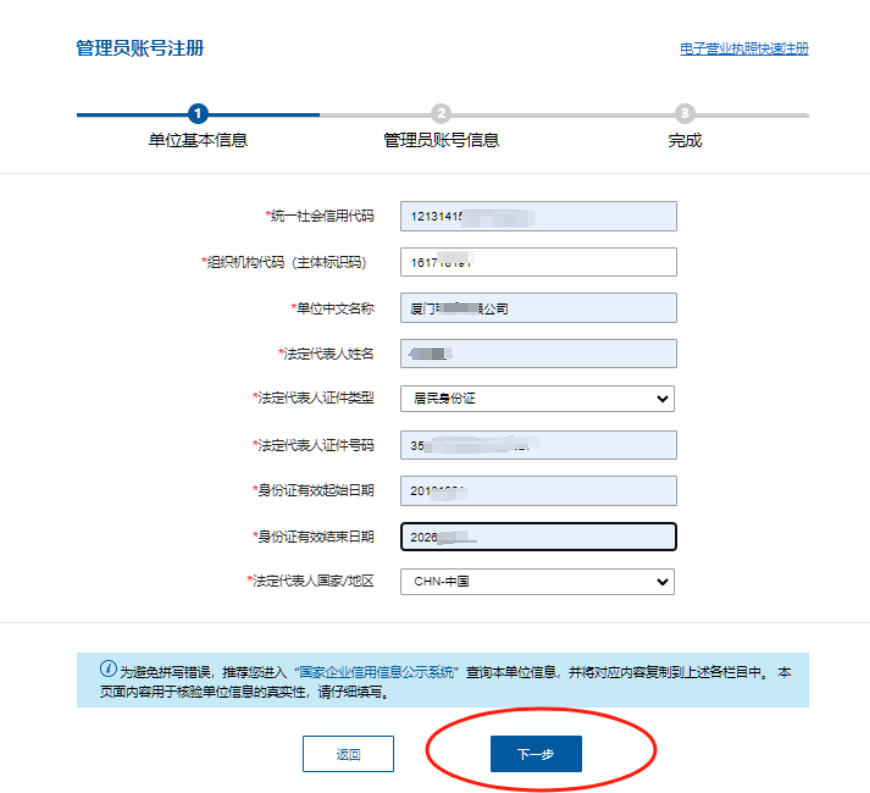 管理员账号注册
电子营业执照快速注册
1
2
3
单位基本信息
管理员账号信息
完成
*统一社会信用代码
1213141
*组织机构代码（主体标识码）
1617
*单位中文名称
厦门 限公司
*法定代表人姓名
*法定代表人证件类型
居民身份证
*法定代表人证件号码
35
*身份证有效起始日期
201
*身份证有效结束日期
2026
*法定代表人国家/地区
CHN-中国
为避免拼写错误，推荐您进入“国家企业信用信息公示系统”查询本单位信息，并将对应内容复制到上述各栏目中。 本
页面内容用于核验单位信息的真实性，请仔细填写。
返回
下一步